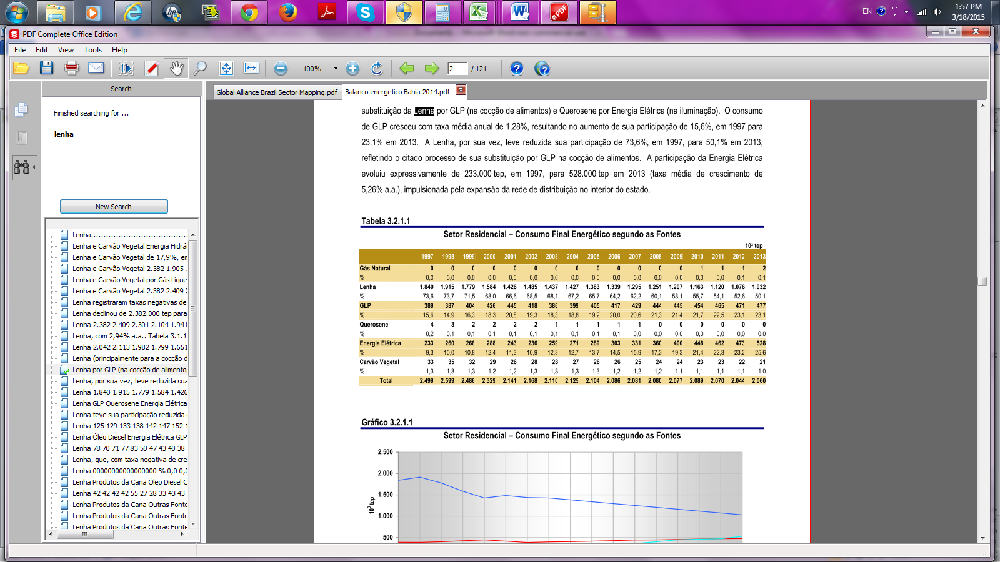 EN
1:57 PM
3/18/2015
PDF Complete Office Edition
File Edit View Tools Help
100% 2 / 121
Search
Global Alliance Brazil Sector Mapping.pdf Balanco energetico Bahia 2014.pdf
Finished searching for ...
lenha
New Search
Lenha......................................
Lenha e Carvão Vegetal Energia Hidrá
Lenha e Carvão Vegetal de 17,9%, en
Lenha e Carvão Vegetal 2.382 1.905 1
Lenha e Carvão Vegetal por Gás Lique
Lenha e Carvão Vegetal 2.382 2.409 2
Lenha registraram taxas negativas de
Lenha declinou de 2.382.000 tep para
Lenha 2.382 2.409 2.301 2.104 1.941
Lenha, com 2,94% a.a.. Tabela 3.1.1
Lenha 2.042 2.113 1.982 1.799 1.651
Lenha (principalmente para a cocção d
Lenha por GLP (na cocção de alimentos
Lenha, por sua vez, teve reduzida sua
Lenha 1.840 1.915 1.779 1.584 1.426
Lenha GLP Querosene Energia Elétrica
Lenha teve sua participação reduzida
Lenha 125 129 133 138 142 147 152 1
Lenha Óleo Diesel Energia Elétrica GLP
Lenha 78 70 71 77 83 50 47 43 40 38
Lenha, que, com taxa negativa de cre
Lenha 00000000000000000 % 0,0 0,0
Lenha Produtos da Cana Óleo Diesel Ó
Lenha 42 42 42 42 55 27 28 33 43 43
Lenha Produtos da Cana Outras Fonte
Lenha Produtos da Cana Outras Fonte
Lenha Produtos da Cana Outras Fonte
substituição da Lenha por GLP (na cocção de alimentos) e Querosene por Energia Elétrica (na iluminação). O consumo
de GLP cresceu com taxa média anual de 1,28%, resultando no aumento de sua participação de 15,6%, em 1997 para
23,1% em 2013. A Lenha, por sua vez, teve reduzida sua participação de 73,6%, em 1997, para 50,1% em 2013,
refletindo o citado processo de sua substituição por GLP na cocção de alimentos. A participação da Energia Elétrica
evoluiu expressivamente de 233.000 tep, em 1997, para 528.000 tep em 2013 (taxa média de crescimento de
5,26% a.a.), impulsionada pela expansão da rede de distribuição no interior do estado.
Tabela 3.2.1.1
Setor Residencial – Consumo Final Energético segundo as Fontes
10³ tep
1997 1998 1999 2000 2001 2002 2003 2004 2005 2006 2007 2008 2009 2010 2011 2012 2013
Gás Natural 0 0 0 0 0 0 0 0 0 0 0 0 0 1 1 1 2
% 0,0 0,0 0,0 0,0 0,0 0,0 0,0 0,0 0,0 0,0 0,0 0,0 0,0 0,0 0,0 0,1 0,1
Lenha 1.840 1.915 1.779 1.584 1.426 1.485 1.437 1.427 1.383 1.339 1.295 1.251 1.207 1.163 1.120 1.076 1.032
% 73,6 73,7 71,5 68,0 66,6 68,5 68,1 67,2 65,7 64,2 62,2 60,1 58,1 55,7 54,1 52,6 50,1
GLP 389 387 404 426 445 418 386 399 405 417 429 444 445 454 465 471 477
% 15,6 14,9 16,3 18,3 20,8 19,3 18,3 18,8 19,2 20,0 20,6 21,3 21,4 21,7 22,5 23,1 23,1
Querosene 4 3 2 2 2 2 1 1 1 1 1 0 0 0 0 0 0
% 0,2 0,1 0,1 0,1 0,1 0,1 0,1 0,1 0,1 0,1 0,0 0,0 0,0 0,0 0,0 0,0 0,0
Energia Elétrica 233 260 268 288 243 236 259 271 289 303 331 360 400 448 462 473 528
% 9,3 10,0 10,8 12,4 11,3 10,9 12,3 12,7 13,7 14,5 15,9 17,3 19,3 21,4 22,3 23,2 25,6
Carvão Vegetal 33 35 32 29 26 28 28 27 26 26 25 24 24 23 23 22 21
% 1,3 1,3 1,3 1,2 1,2 1,3 1,3 1,3 1,3 1,2 1,2 1,2 1,1 1,1 1,1 1,1 1,0
Total 2.499 2.599 2.486 2.329 2.141 2.168 2.110 2.125 2.104 2.086 2.081 2.080 2.077 2.089 2.070 2.044 2.060
Gráfico 3.2.1.1
Setor Residencial – Consumo Final Energético segundo as Fontes
2.500
2.000
1.500
1.000
500
10³ tep